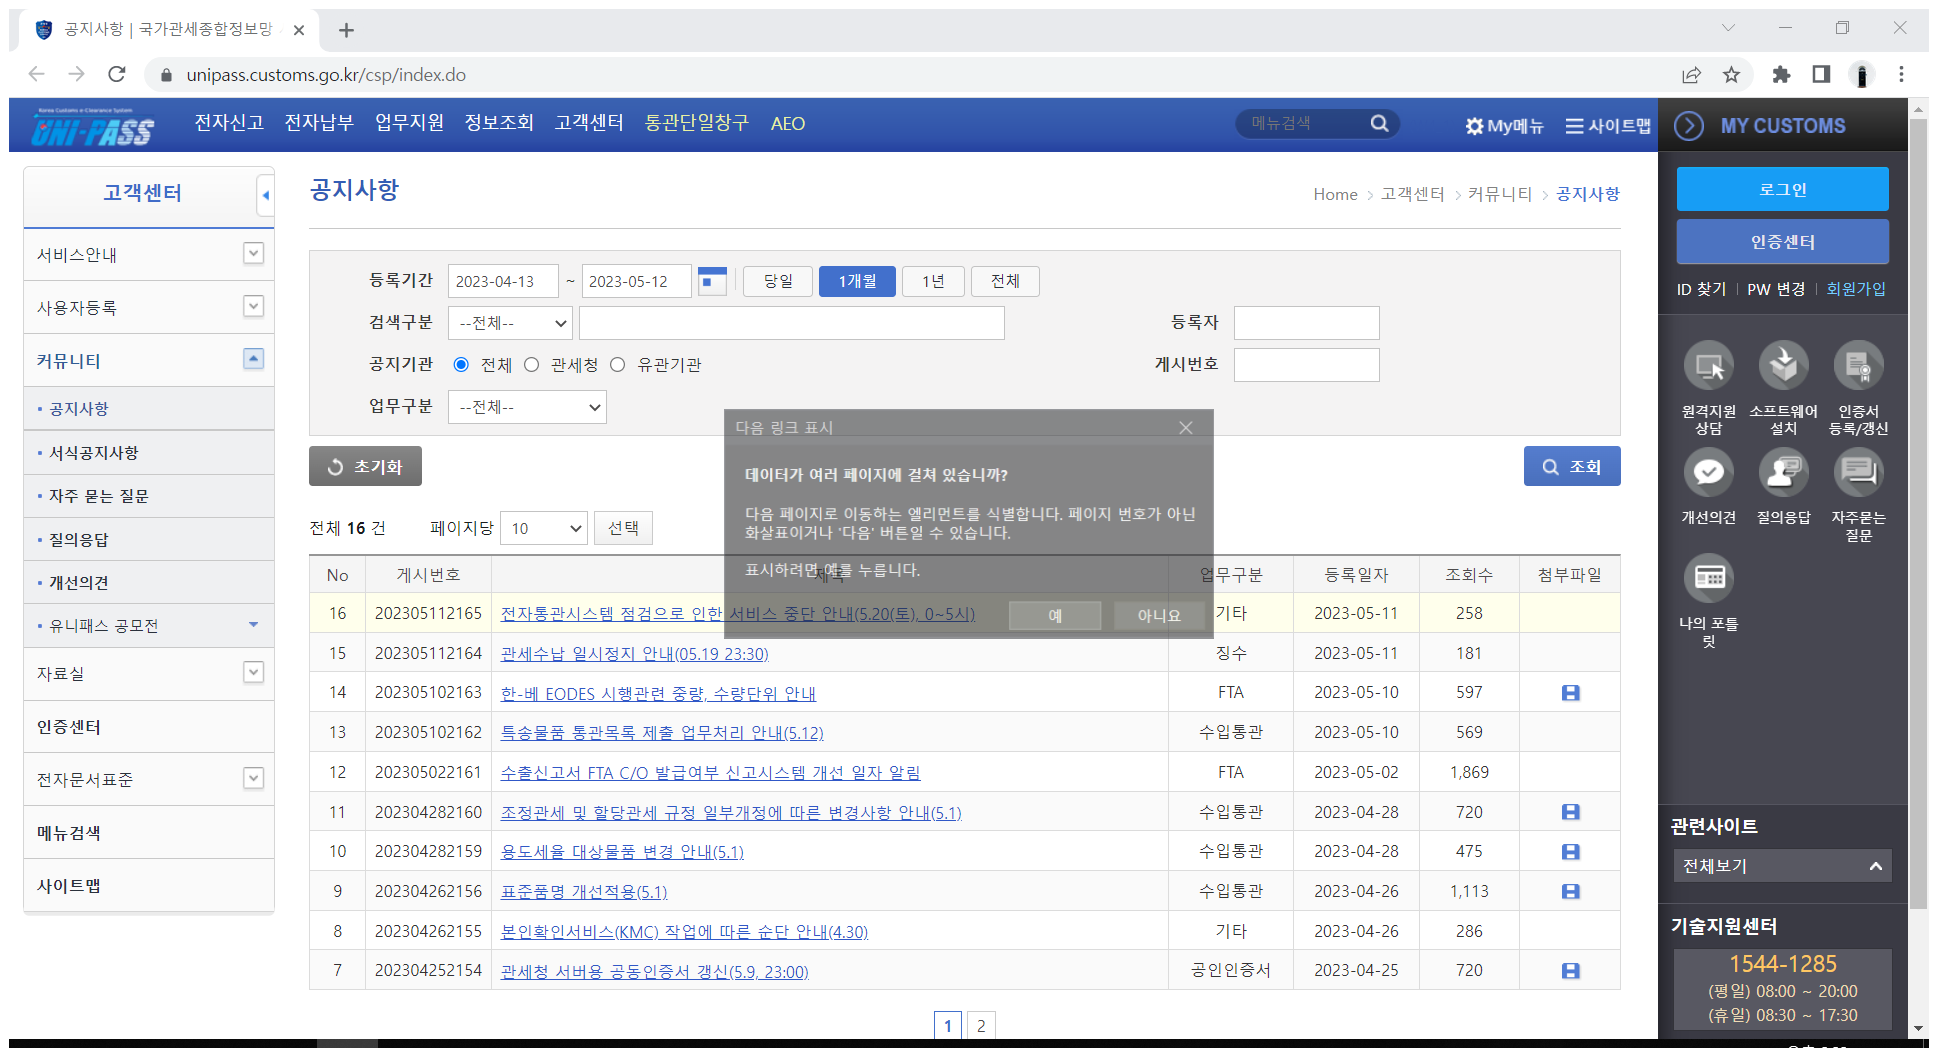 공지사항 | 국가관세종합정보망
unipass.customs.go.kr/csp/index.do
Korea Customs e-Clearance System
UNI-PASS
전자신고 전자납부 업무지원 정보조회 고객센터 통관단일창구 AEO
메뉴검색
My메뉴 사이트맵
MY CUSTOMS
고객센터
서비스안내
사용자등록
커뮤니티
공지사항
서식공지사항
자주 묻는 질문
질의응답
개선의견
유니패스 공모전
자료실
인증센터
전자문서표준
메뉴검색
사이트맵
공지사항
Home > 고객센터 > 커뮤니티 > 공지사항
등록기간 2023-04-13 ~ 2023-05-12 당일 1개월 1년 전체
검색구분 --전체-- 등록자
공지기관 전체 관세청 유관기관 게시번호
업무구분 --전체--
초기화 조회
다음 링크 표시
데이터가 여러 페이지에 걸쳐 있습니까?
다음 페이지로 이동하는 엘리먼트를 식별합니다. 페이지 번호가 아닌
화살표이거나 '다음' 버튼일 수 있습니다.
표시하려면 예를 누릅니다.
예 아니요
전체 16 건 페이지당 10 선택
No 게시번호 제목 업무구분 등록일자 조회수 첨부파일
16 202305112165 전자통관시스템 점검으로 인한 서비스 중단 안내(5.20(토), 0~5시) 기타 2023-05-11 258
15 202305112164 관세수납 일시정지 안내(05.19 23:30) 징수 2023-05-11 181
14 202305102163 한-베 EODES 시행관련 중량, 수량단위 안내 FTA 2023-05-10 597
13 202305102162 특송물품 통관목록 제출 업무처리 안내(5.12) 수입통관 2023-05-10 569
12 202305022161 수출신고서 FTA C/O 발급여부 신고시스템 개선 일자 알림 FTA 2023-05-02 1,869
11 202304282160 조정관세 및 할당관세 규정 일부개정에 따른 변경사항 안내(5.1) 수입통관 2023-04-28 720
10 202304282159 용도세율 대상물품 변경 안내(5.1) 수입통관 2023-04-28 475
9 202304262156 표준품명 개선적용(5.1) 수입통관 2023-04-26 1,113
8 202304262155 본인확인서비스(KMC) 작업에 따른 순단 안내(4.30) 기타 2023-04-26 286
7 202304252154 관세청 서버용 공동인증서 갱신(5.9, 23:00) 공인인증서 2023-04-25 720
1 2
로그인
인증센터
ID 찾기 | PW 변경 | 회원가입
원격지원 상담
소프트웨어 설치
인증서 등록/갱신
개선의견
질의응답
자주묻는 질문
나의 포틀릿
관련사이트
전체보기
기술지원센터
1544-1285
(평일) 08:00 ~ 20:00
(휴일) 08:30 ~ 17:30